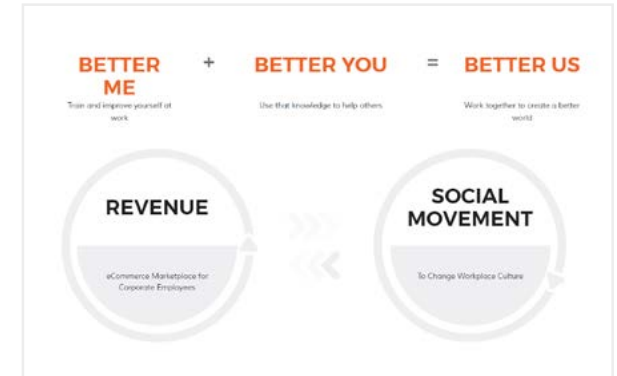 BETTER ME + BETTER YOU = BETTER US
Train and improve yourself at
work
Use that knowledge to help others
Work together to create a better
world
REVENUE
eCommerce Marketplace for
Corporate Employees
SOCIAL
MOVEMENT
To Change Workplace Culture